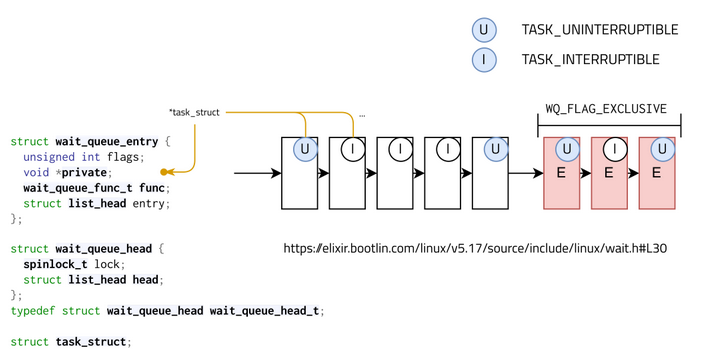 U TASK_UNINTERRUPTIBLE
I TASK_INTERRUPTIBLE
*task_struct
...
WQ_FLAG_EXCLUSIVE
U I I I U U I U
E E E
struct wait_queue_entry {
unsigned int flags;
void *private;
wait_queue_func_t func;
struct list_head entry;
};
https://elixir.bootlin.com/linux/v5.17/source/include/linux/wait.h#L30
struct wait_queue_head {
spinlock_t lock;
struct list_head head;
};
typedef struct wait_queue_head wait_queue_head_t;
struct task_struct;